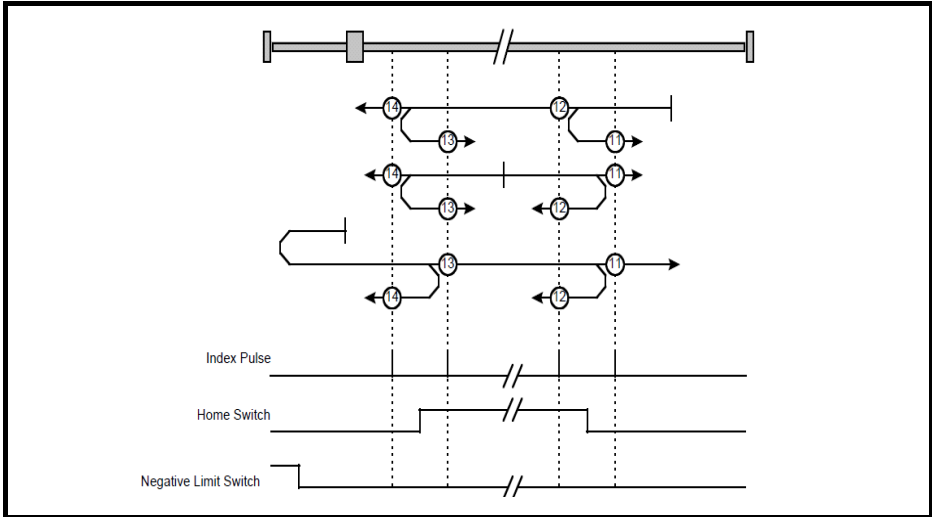 14 12
13 11
14 11
13 12
13 11
14 12
Index Pulse
Home Switch
Negative Limit Switch